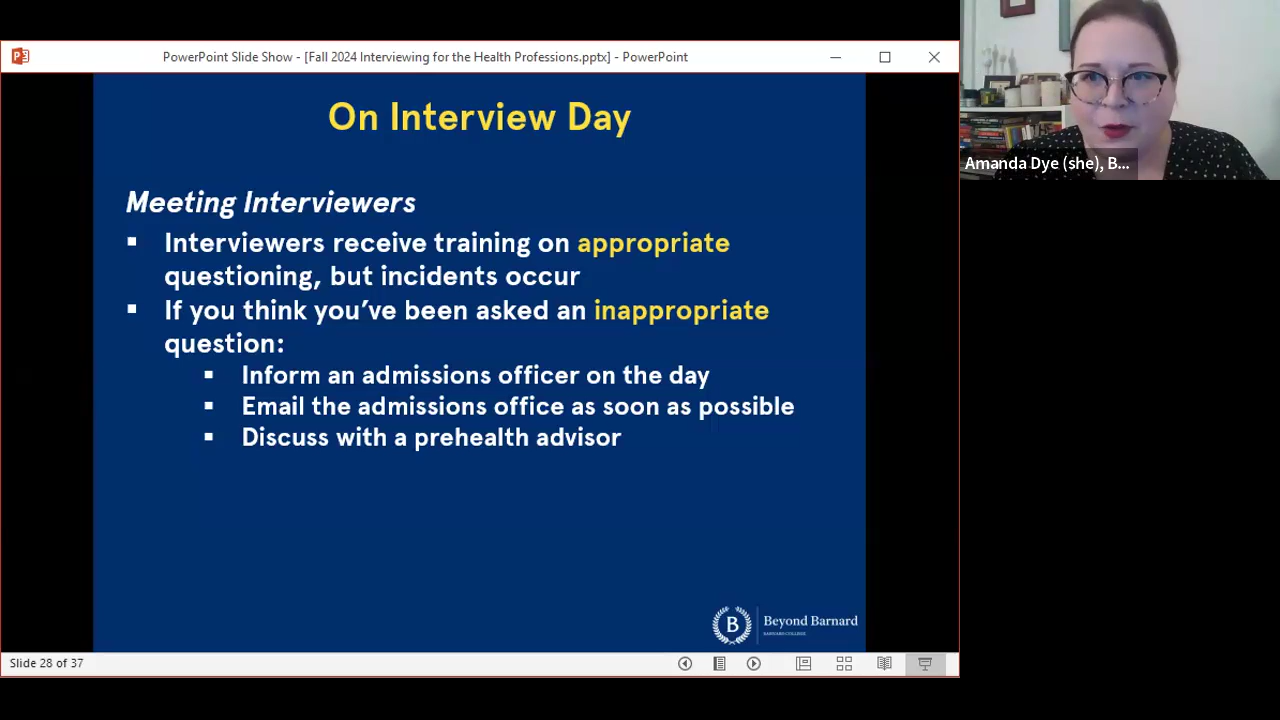 PowerPoint Slide Show - [Fall 2024 Interviewing for the Health Professions.pptx] - PowerPoint
On Interview Day
Meeting Interviewers
Interviewers receive training on appropriate
questioning, but incidents occur
If you think you’ve been asked an inappropriate
question:
Inform an admissions officer on the day
Email the admissions office as soon as possible
Discuss with a prehealth advisor
B
Beyond Barnard
BARNARD COLLEGE
Slide 28 of 37
Amanda Dye (she), B...